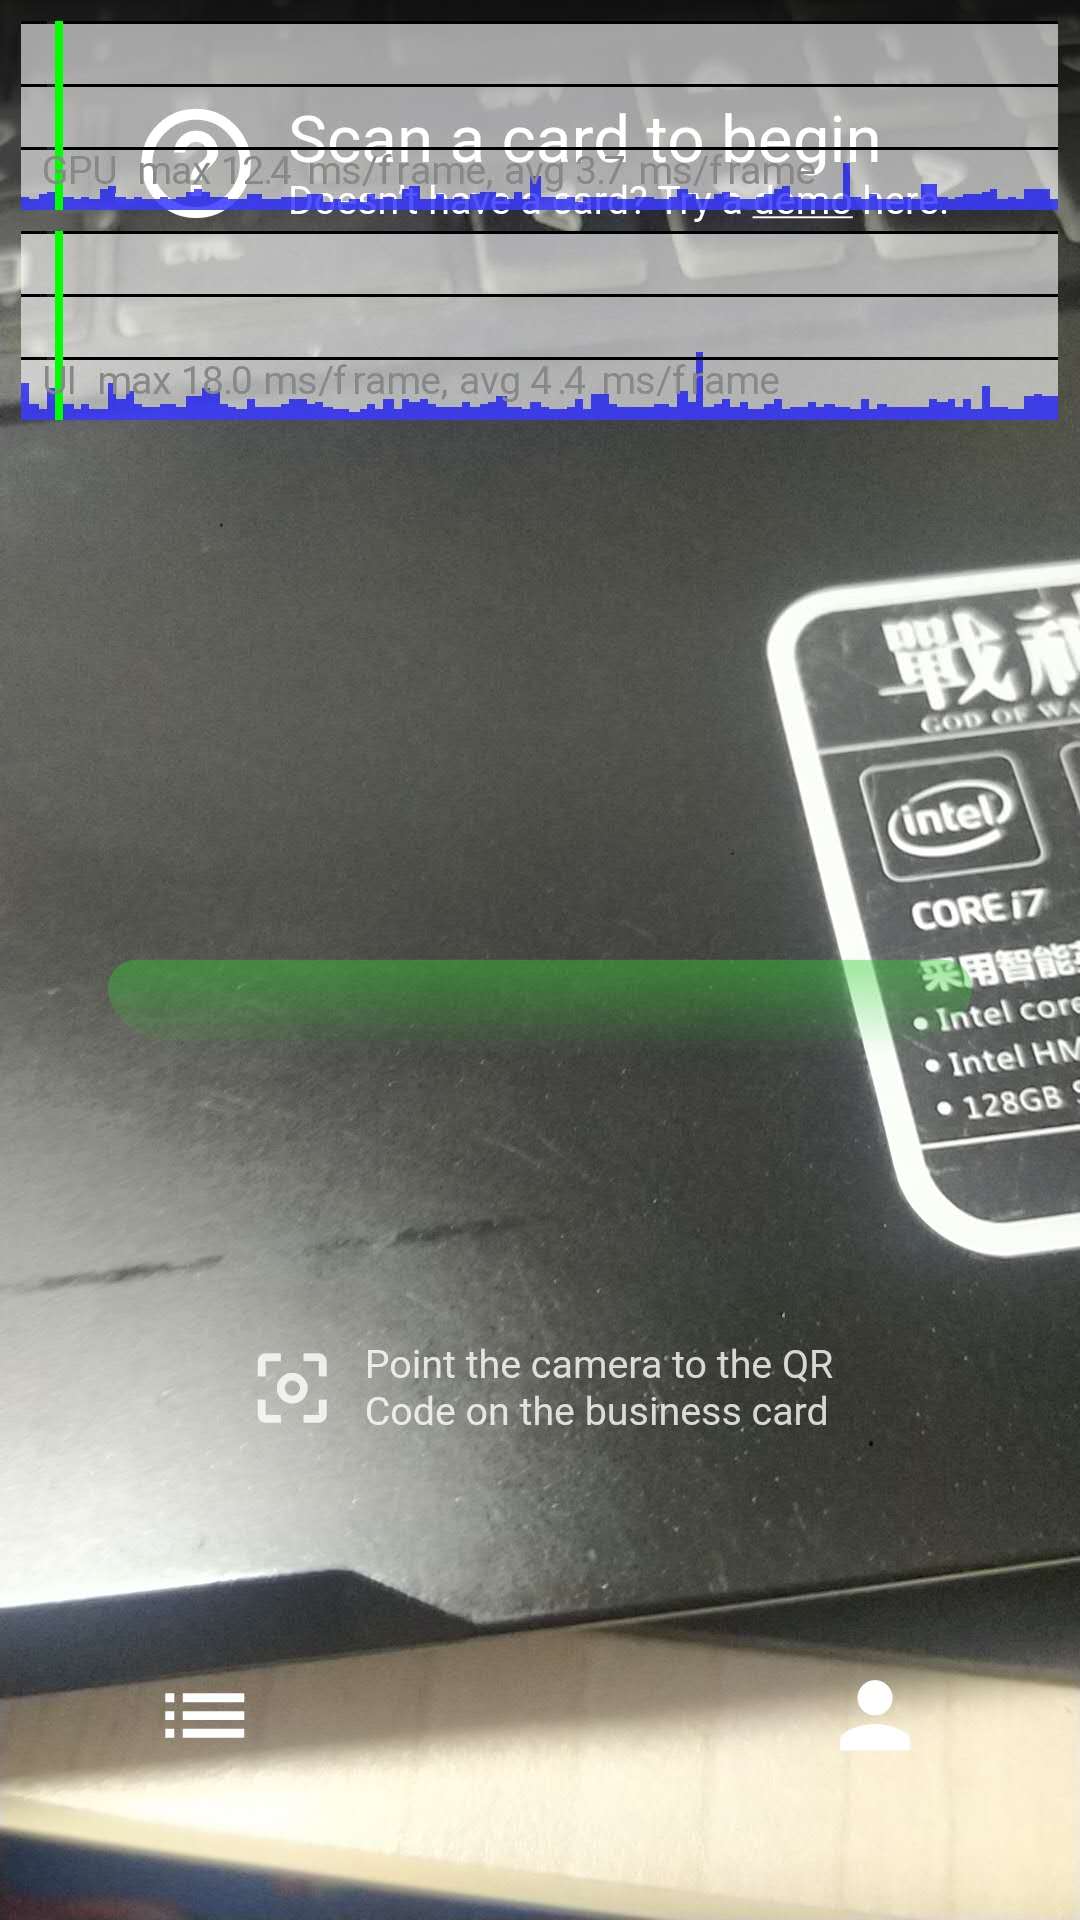 Scan a card to begin
GPU max 12.4 ms/frame, avg 3.7 ms/frame
Doesn't have a card? Try a demo here.
CTRL
UI max 18.0 ms/frame, avg 4.4 ms/frame
戰神
GOD OF WA
intel
CORE i7
采用智能
• Intel core
• Intel HM
• 128GB S
Point the camera to the QR
Code on the business card